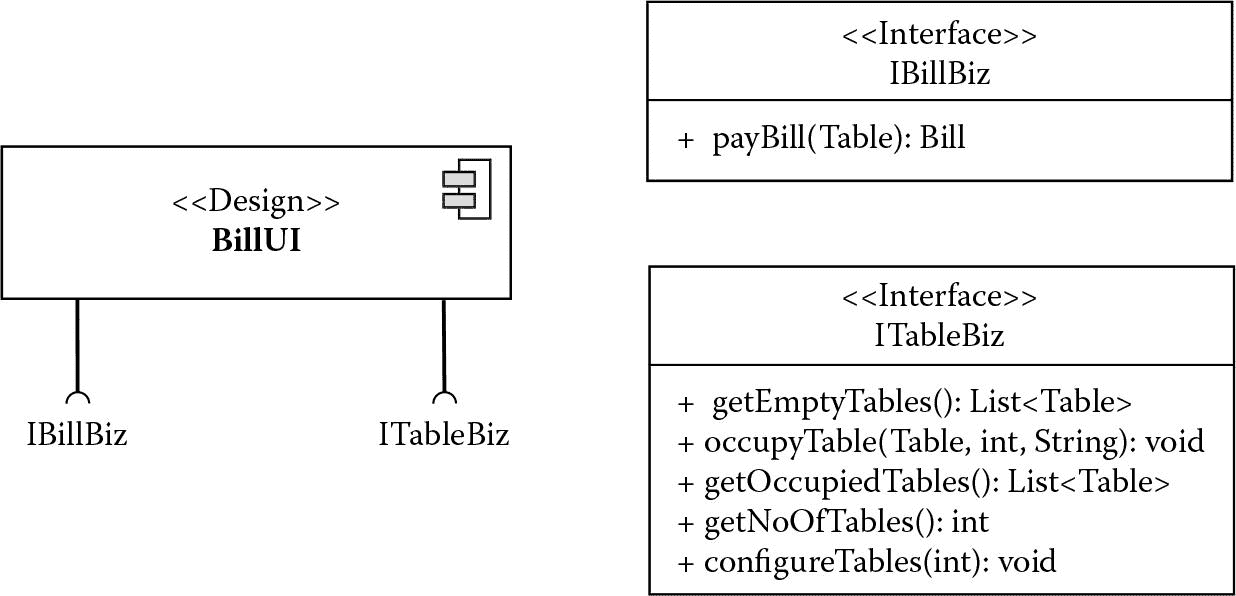 <<Design>>
BillUI
IBillBiz
ITableBiz
<<Interface>>
IBillBiz
+ payBill(Table): Bill
<<Interface>>
ITableBiz
+ getEmptyTables(): List<Table>
+ occupyTable(Table, int, String): void
+ getOccupiedTables(): List<Table>
+ getNoOfTables(): int
+ configureTables(int): void